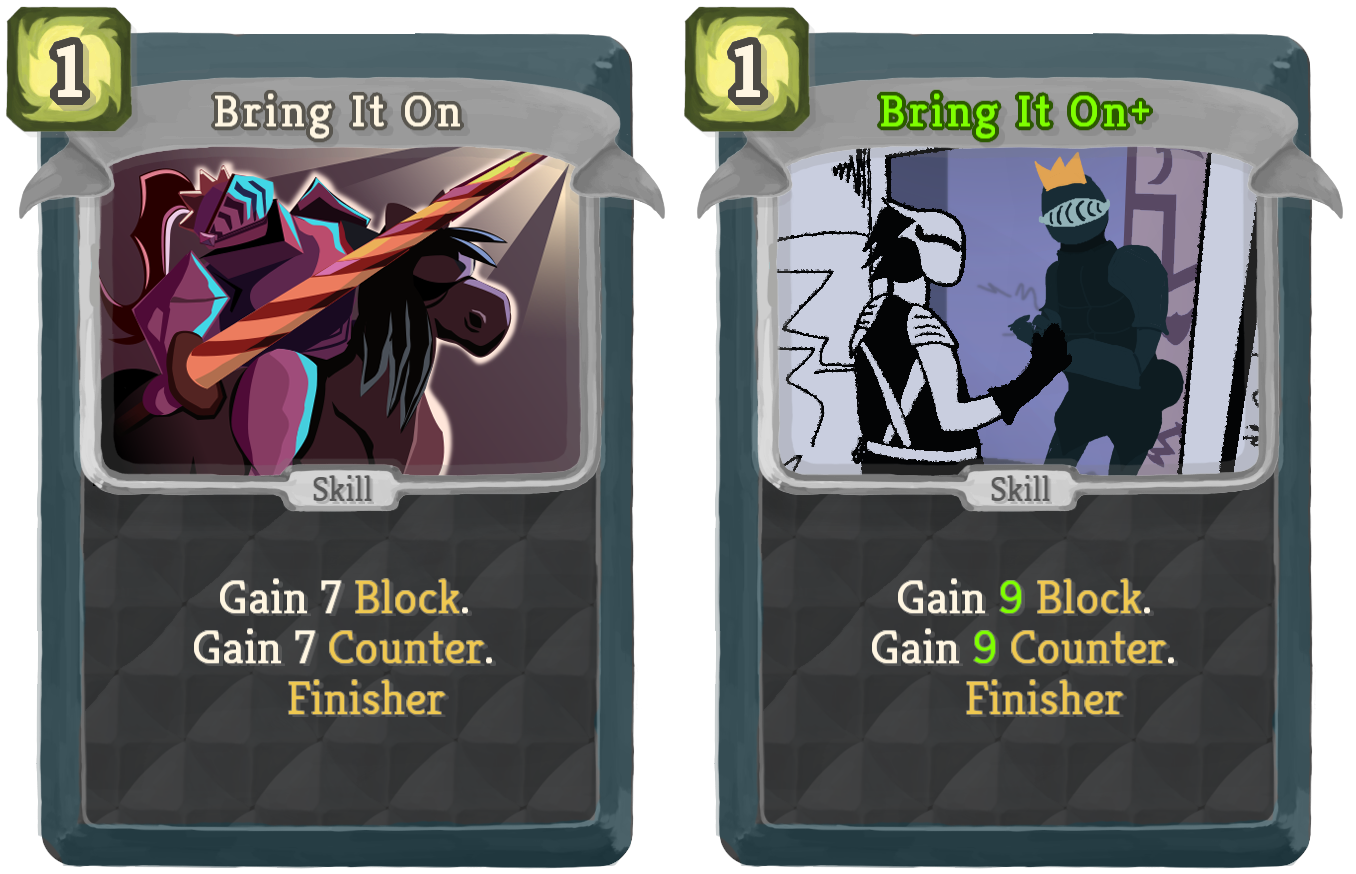 1
Bring It On
Skill
Gain 7 Block.
Gain 7 Counter.
Finisher
1
Bring It On+
Skill
Gain 9 Block.
Gain 9 Counter.
Finisher